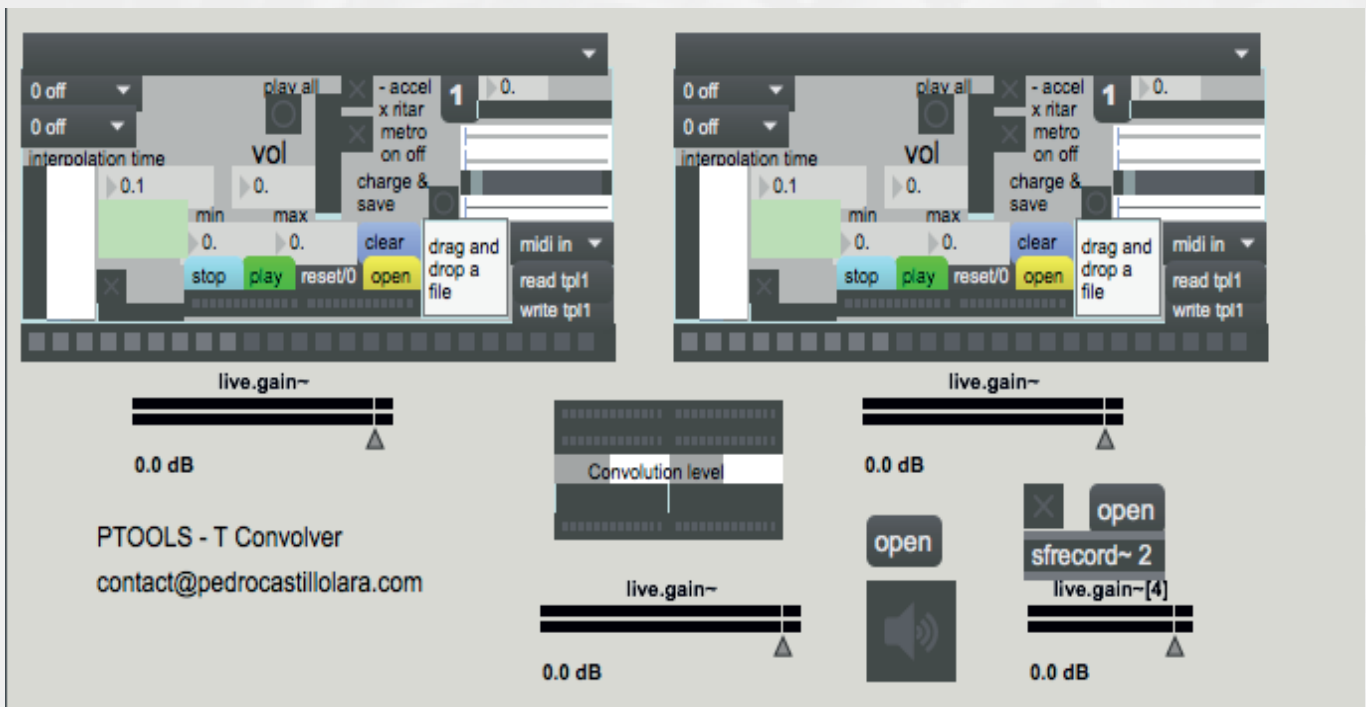 0 off
play all
- accel
x ritar
1
0.
0 off
metro
on off
interpolation time
vol
0.1
0.
charge &
save
min
max
0.
0.
clear
drag and
drop a
file
midi in
stop
play
reset/0
open
read tpl1
write tpl1
0 off
play all
- accel
x ritar
1
0.
0 off
metro
on off
interpolation time
vol
0.1
0.
charge &
save
min
max
0.
0.
clear
drag and
drop a
file
midi in
stop
play
reset/0
open
read tpl1
write tpl1
live.gain~
0.0 dB
live.gain~
0.0 dB
Convolution level
PTOOLS - T Convolver
contact@pedrocastillolara.com
live.gain~
0.0 dB
open
open
sfrecord~ 2
live.gain~[4]
0.0 dB